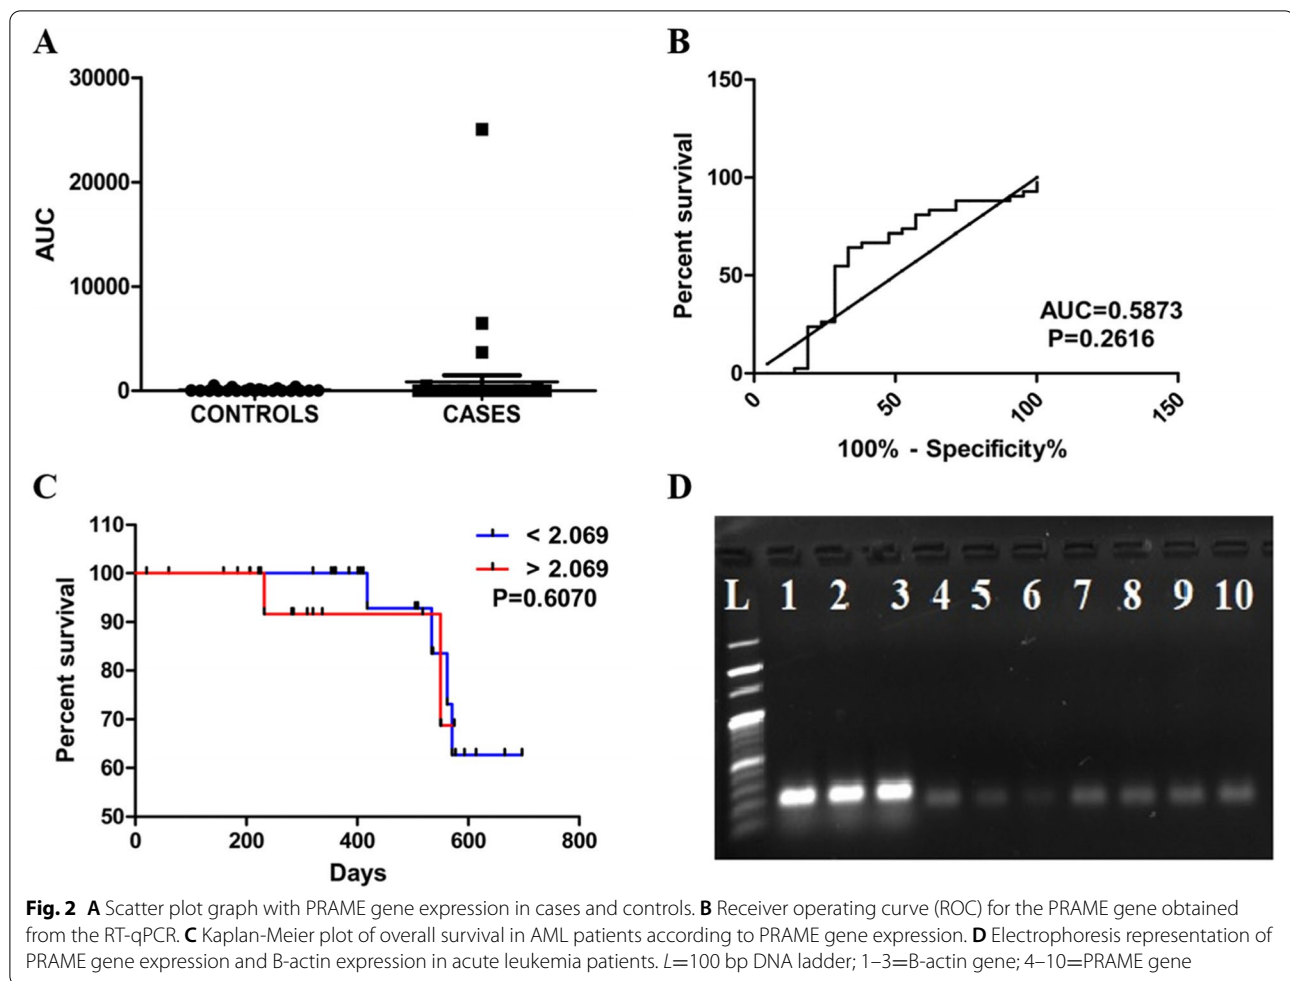 A
30000
20000
10000
0
AUC
CONTROLS
CASES
B
150
100
50
0
Percent survival
0
50
100
150
100% - Specificity%
AUC=0.5873
P=0.2616
C
110
100
90
80
70
60
50
Percent survival
0
200
400
600
800
Days
< 2.069
> 2.069
P=0.6070
D
L 1 2 3 4 5 6 7 8 9 10
Fig. 2 A Scatter plot graph with PRAME gene expression in cases and controls. B Receiver operating curve (ROC) for the PRAME gene obtained
from the RT-qPCR. C Kaplan-Meier plot of overall survival in AML patients according to PRAME gene expression. D Electrophoresis representation of
PRAME gene expression and B-actin expression in acute leukemia patients. L=100 bp DNA ladder; 1–3=B-actin gene; 4–10=PRAME gene